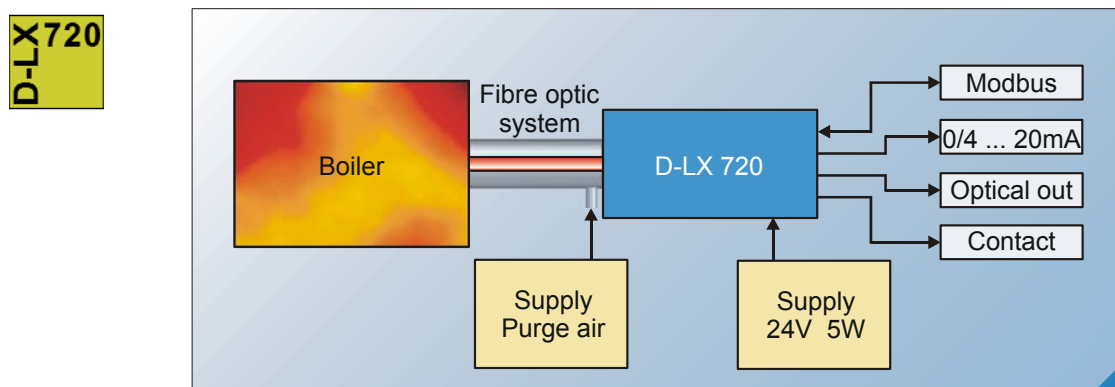 D-LX 720
Fibre optic
system
Boiler
D-LX 720
Modbus
0/4 ... 20mA
Optical out
Contact
Supply
Purge air
Supply
24V 5W